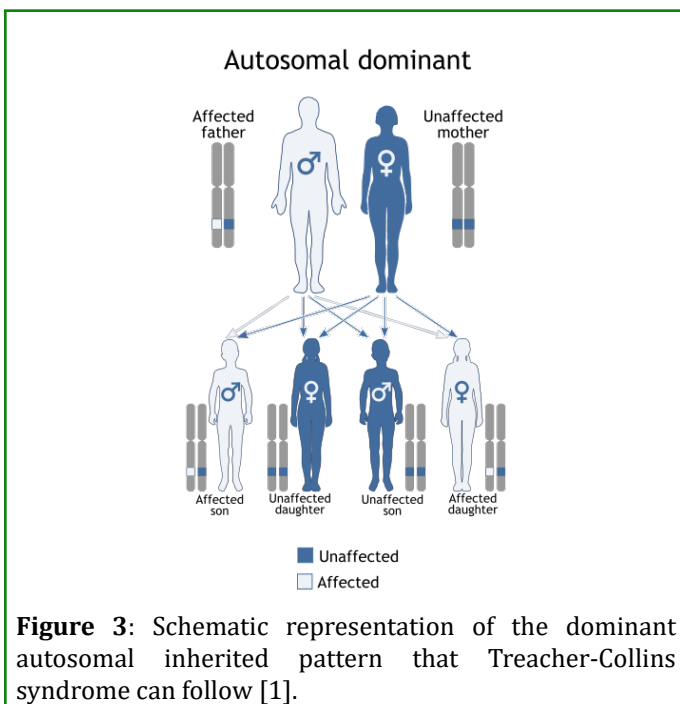 Autosomal dominant
Affected
father
Unaffected
mother
♂
♀
♂
♀
♂
♀
Affected
son
Unaffected
daughter
Unaffected
son
Affected
daughter
Unaffected
Affected
Figure 3: Schematic representation of the dominant
autosomal inherited pattern that Treacher-Collins
syndrome can follow [1].